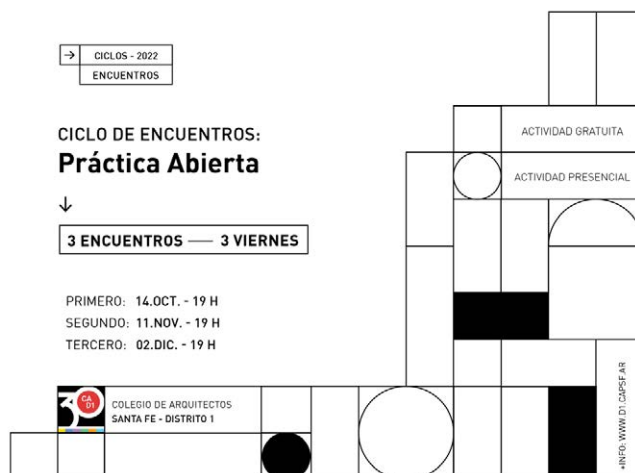 → CICLOS - 2022
ENCUENTROS
CICLO DE ENCUENTROS:
Práctica Abierta
↓
3 ENCUENTROS — 3 VIERNES
PRIMERO: 14.OCT. - 19 H
SEGUNDO: 11.NOV. - 19 H
TERCERO: 02.DIC. - 19 H
ACTIVIDAD GRATUITA
ACTIVIDAD PRESENCIAL
30
CA
D1
COLEGIO DE ARQUITECTOS
SANTA FE - DISTRITO 1
+INFO: WWW.D1.CAPSF.AR